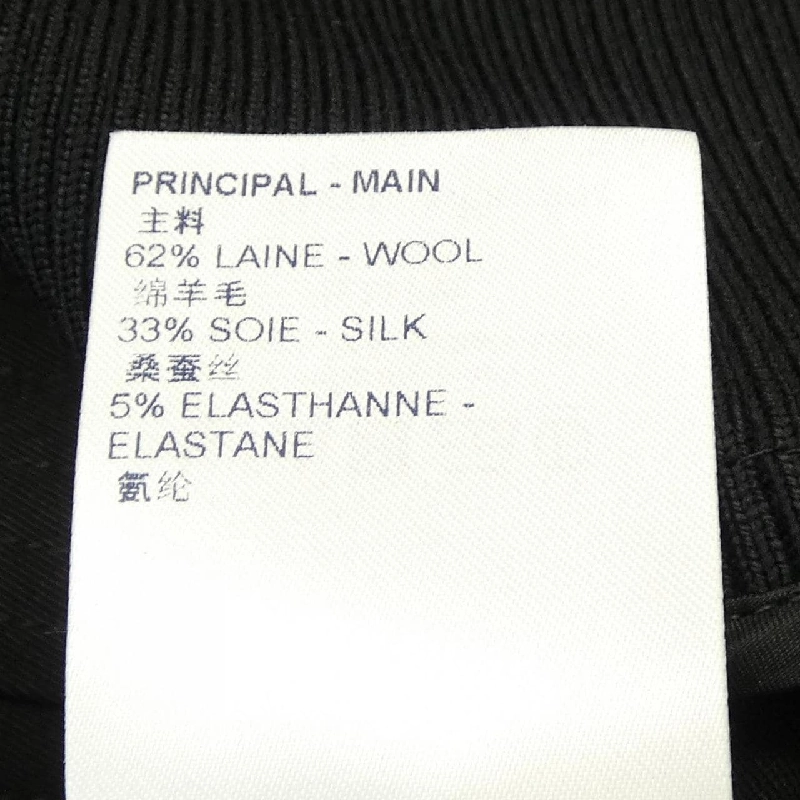 PRINCIPAL - MAIN
主料
62% LAINE - WOOL
绵羊毛
33% SOIE - SILK
桑蚕丝
5% ELASTHANNE -
ELASTANE
氨纶